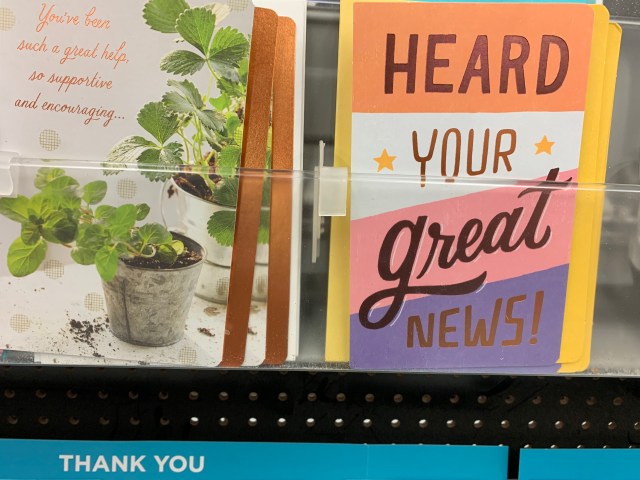 You've been
such a great help,
so supportive
and encouraging...
HEARD
YOUR
great
NEWS!
THANK YOU